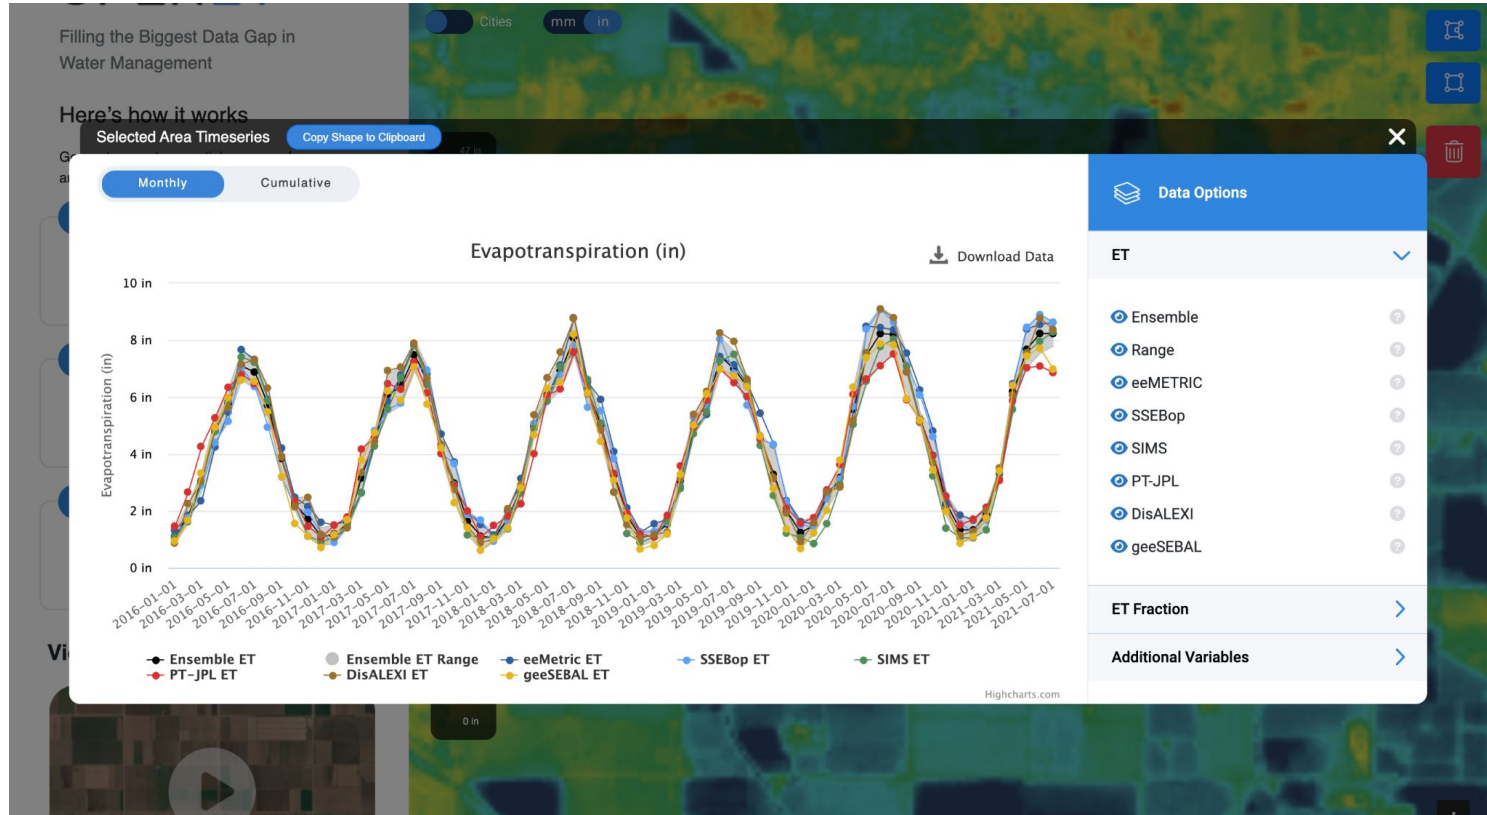 Filling the Biggest Data Gap in
Water Management
Here's how it works
Cities
mm in
Selected Area Timeseries
Copy Shape to Clipboard
47 in
Monthly
Cumulative
Evapotranspiration (in)
Download Data
10 in
8 in
6 in
4 in
2 in
0 in
Evapotranspiration (in)
2016-01-01
2016-03-01
2016-05-01
2016-07-01
2016-09-01
2016-11-01
2017-01-01
2017-03-01
2017-05-01
2017-07-01
2017-09-01
2017-11-01
2018-01-01
2018-03-01
2018-05-01
2018-07-01
2018-09-01
2018-11-01
2019-01-01
2019-03-01
2019-05-01
2019-07-01
2019-09-01
2019-11-01
2020-01-01
2020-03-01
2020-05-01
2020-07-01
2020-09-01
2020-11-01
2021-01-01
2021-03-01
2021-05-01
2021-07-01
Ensemble ET
Ensemble ET Range
eeMetric ET
SSEBop ET
SIMS ET
PT-JPL ET
DisALEXI ET
geeSEBAL ET
Highcharts.com
Data Options
ET
Ensemble
Range
eeMETRIC
SSEBop
SIMS
PT-JPL
DisALEXI
geeSEBAL
ET Fraction
Additional Variables
0 in